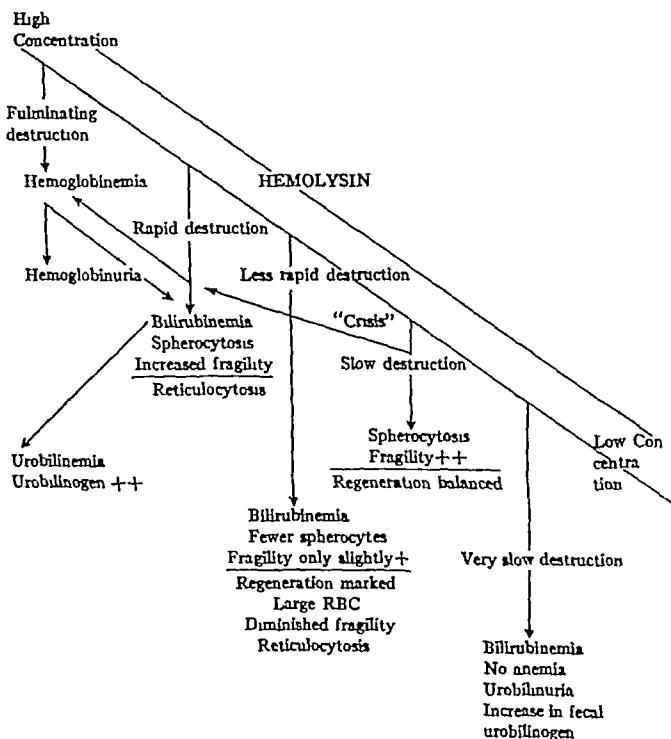 High
Concentration
Fulminating
destruction
Hemoglobinemia
HEMOLYSIN
Rapid destruction
Hemoglobinuria
Less rapid destruction
"Crisis"
Bilirubinemia
Spherocytosis
Increased fragility
Reticulocytosis
Slow destruction
Urobilinemia
Urobilinogen ++
Spherocytosis
Fragility++
Regeneration balanced
Low Con
centra
tion
Bilirubinemia
Fewer spherocytes
Fragility only slightly+
Regeneration marked
Large RBC
Diminished fragility
Reticulocytosis
Very slow destruction
Bilirubinemia
No anemia
Urobilinuria
Increase in fecal
urobilinogen